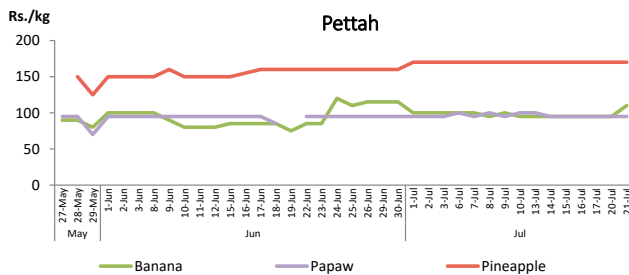 Rs./kg
Pettah
200
150
100
50
0
27-May
28-May
29-May
1-Jun
2-Jun
3-Jun
8-Jun
9-Jun
10-Jun
11-Jun
12-Jun
15-Jun
16-Jun
17-Jun
18-Jun
19-Jun
22-Jun
23-Jun
24-Jun
25-Jun
26-Jun
29-Jun
30-Jun
1-Jul
2-Jul
3-Jul
6-Jul
7-Jul
8-Jul
9-Jul
10-Jul
13-Jul
14-Jul
15-Jul
16-Jul
17-Jul
20-Jul
21-Jul
May
Jun
Jul
Banana
Papaw
Pineapple